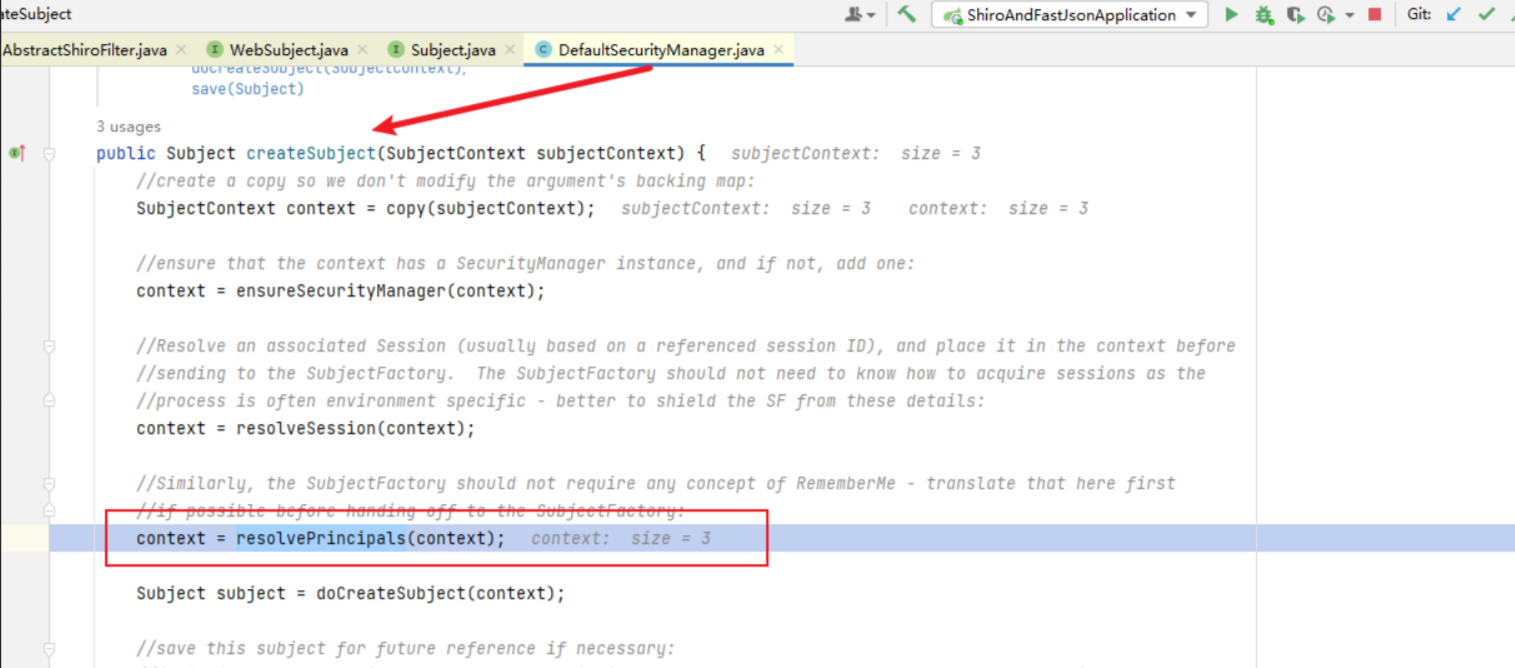 ateSubject
ShiroAndFastJsonApplication
Git:
AbstractShiroFilter.java
WebSubject.java
Subject.java
DefaultSecurityManager.java
doCreateSubject(SubjectContext),
save(Subject)
3 usages
public Subject createSubject(SubjectContext subjectContext) { subjectContext: size = 3
//create a copy so we don't modify the argument's backing map:
SubjectContext context = copy(subjectContext); subjectContext: size = 3 context: size = 3
//ensure that the context has a SecurityManager instance, and if not, add one:
context = ensureSecurityManager(context);
//Resolve an associated Session (usually based on a referenced session ID), and place it in the context before
//sending to the SubjectFactory. The SubjectFactory should not need to know how to acquire sessions as the
//process is often environment specific - better to shield the SF from these details:
context = resolveSession(context);
//Similarly, the SubjectFactory should not require any concept of RememberMe - translate that here first
//if possible before handing off to the SubjectFactory:
context = resolvePrincipals(context); context: size = 3
Subject subject = doCreateSubject(context);
//save this subject for future reference if necessary: